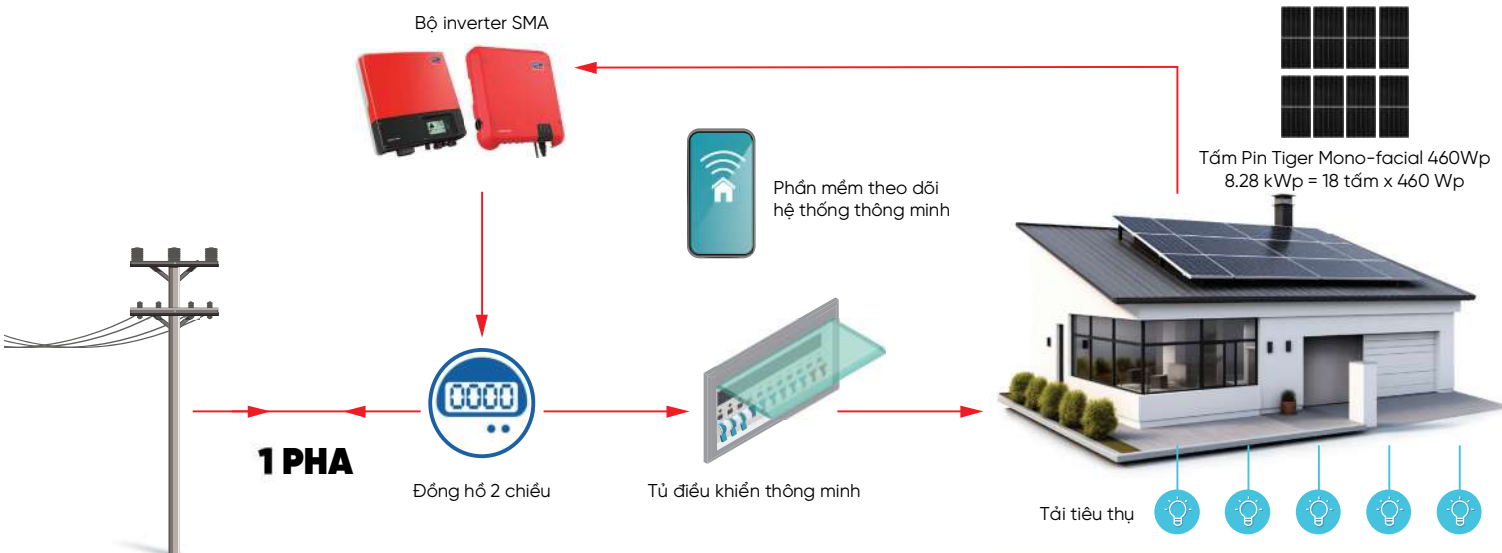 Bộ inverter SMA
Tấm Pin Tiger Mono-facial 460Wp
8.28 kWp = 18 tấm x 460 Wp
Phần mềm theo dõi
hệ thống thông minh
0000
1 PHA
Đồng hồ 2 chiều
Tủ điều khiển thông minh
Tải tiêu thụ